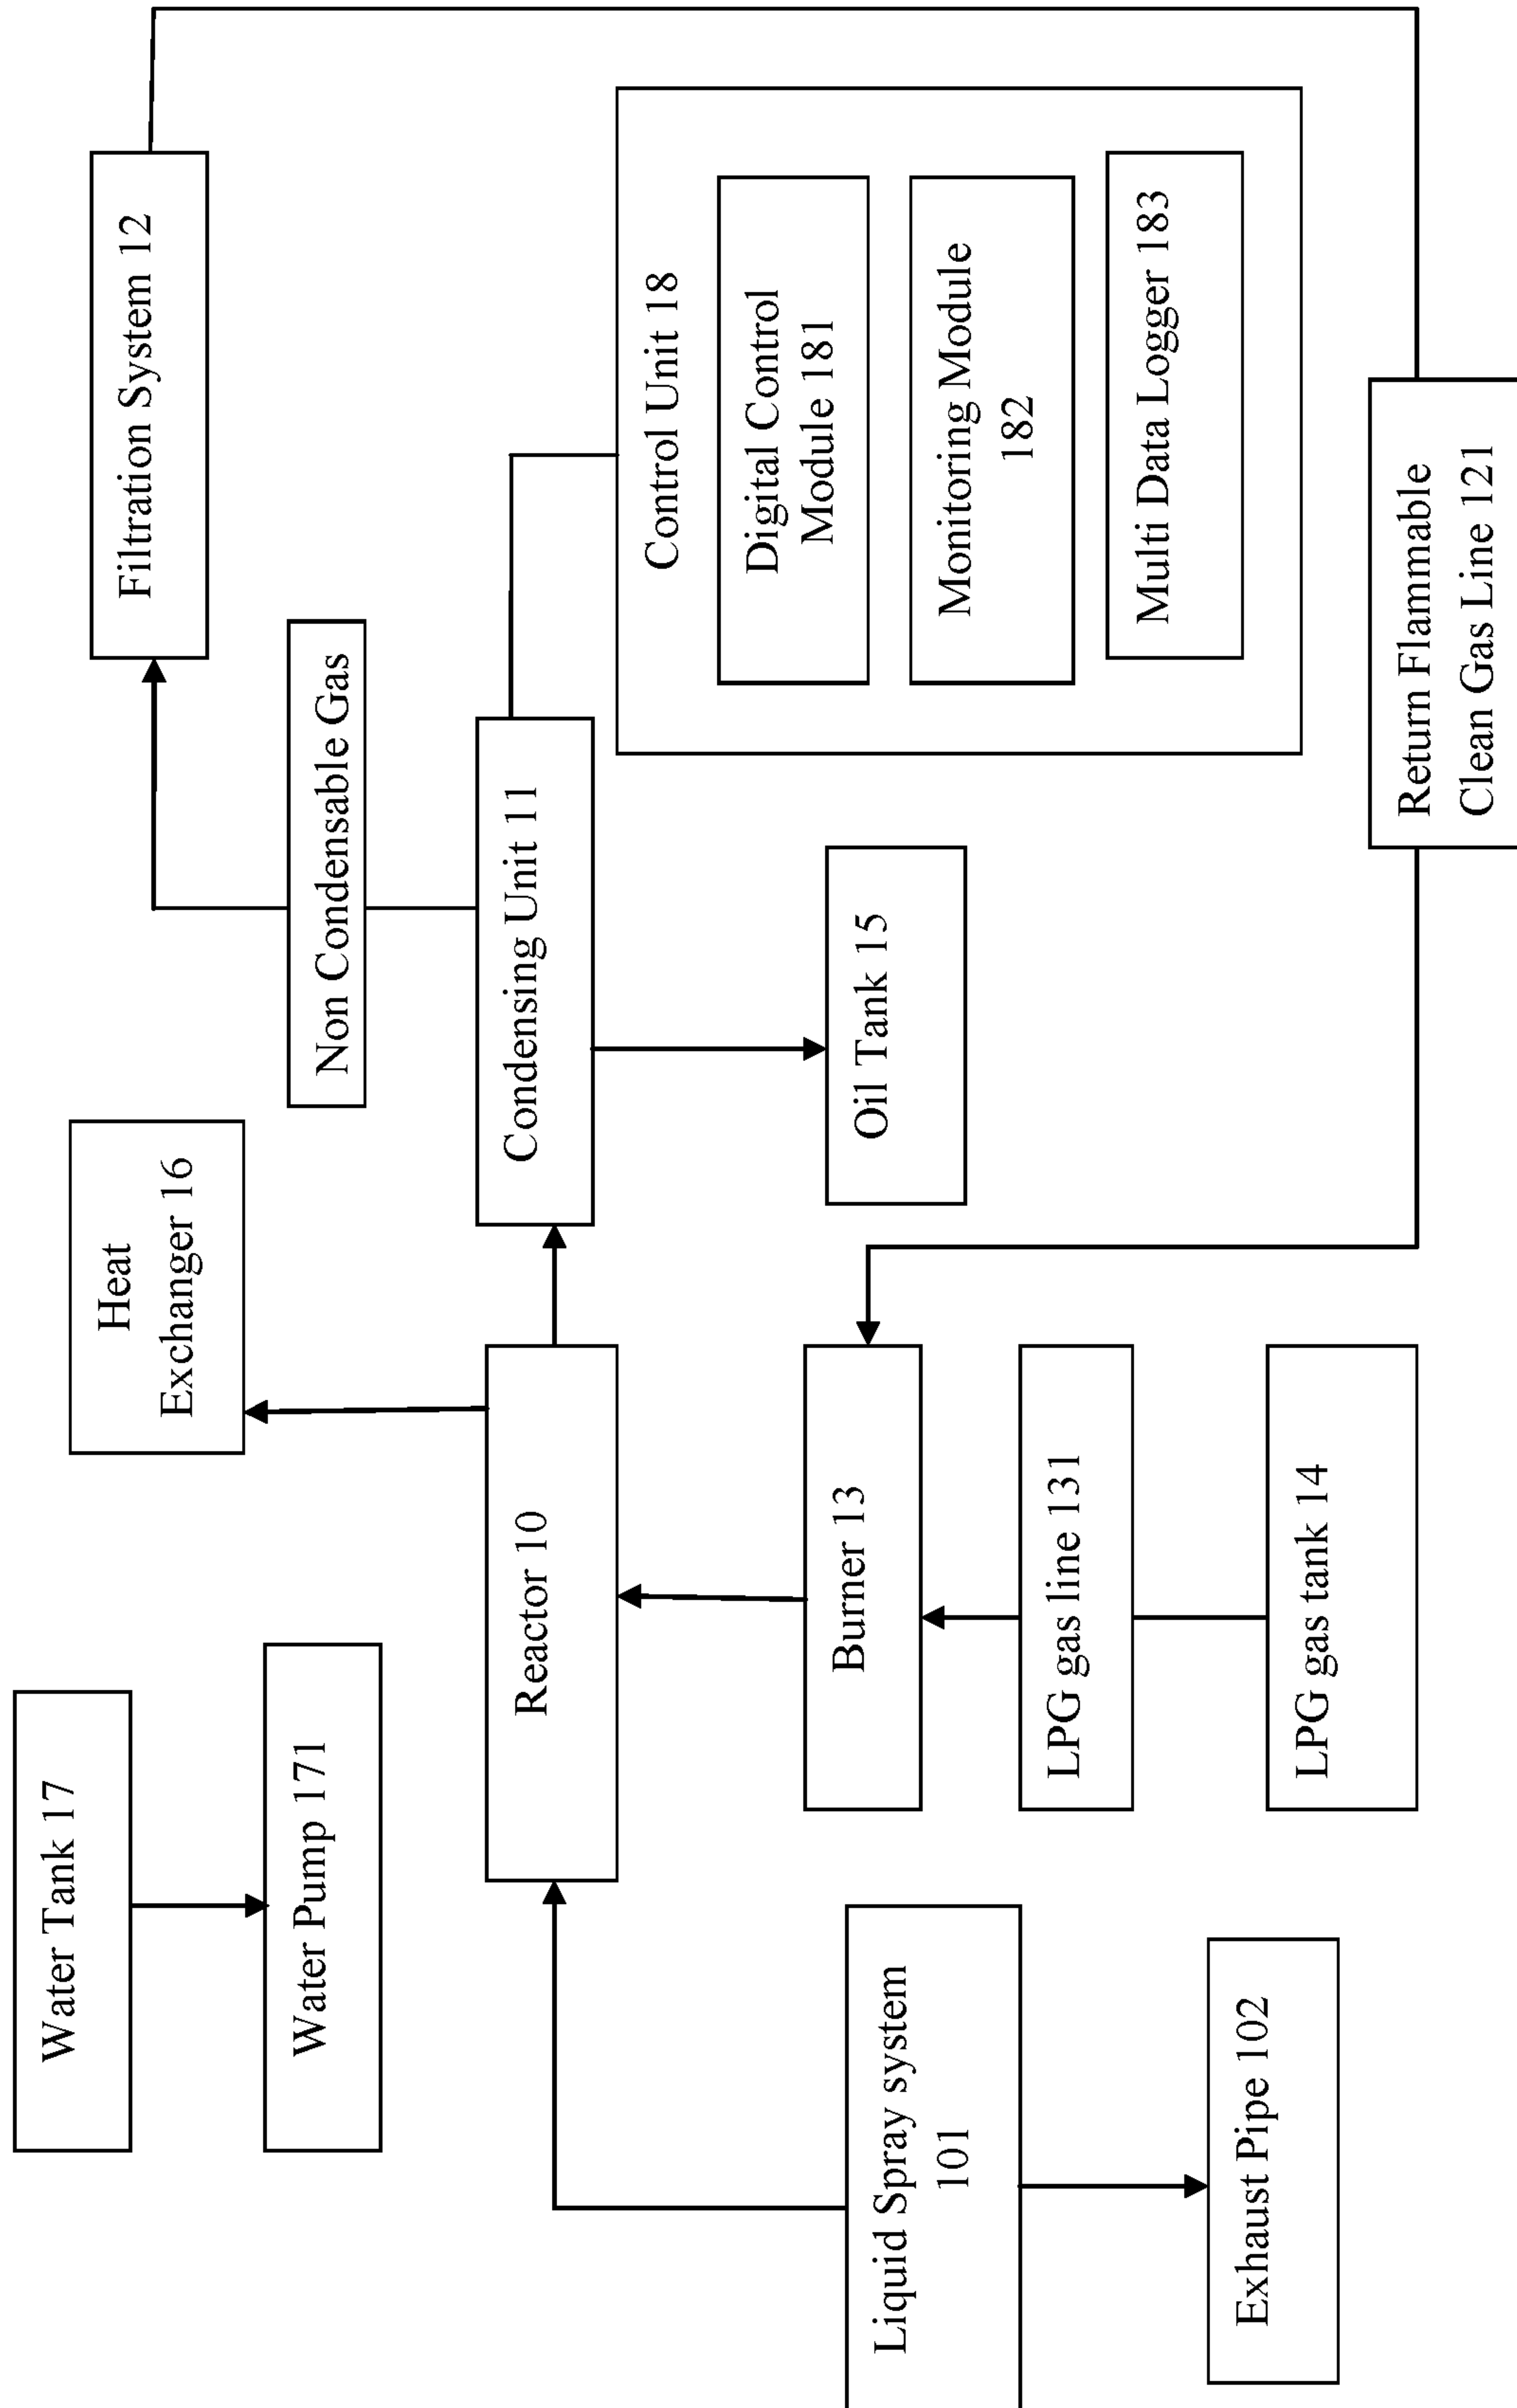 Water Tank 17
Heat
Exchanger 16
Filtration System 12
Water Pump 171
Non Condensable Gas
Reactor 10
Condensing Unit 11
Control Unit 18
Digital Control
Module 181
Liquid Spray system
101
Burner 13
Oil Tank 15
Monitoring Module
182
LPG gas line 131
Multi Data Logger 183
Exhaust Pipe 102
LPG gas tank 14
Return Flammable
Clean Gas Line 121